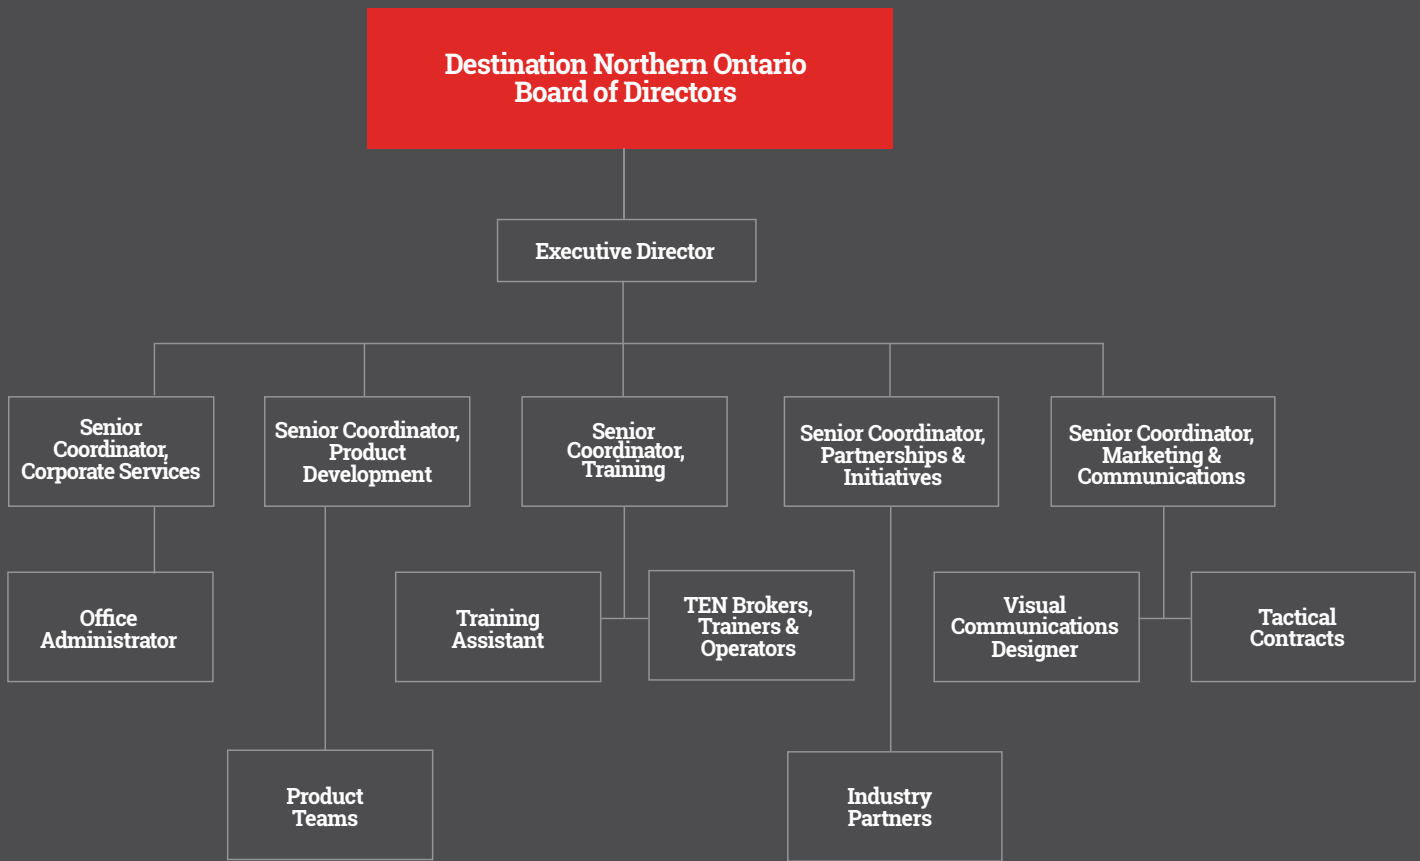 Destination Northern Ontario
Board of Directors
Executive Director
Senior
Coordinator,
Corporate Services
Senior Coordinator,
Product
Development
Senior
Coordinator,
Training
Senior Coordinator,
Partnerships &
Initiatives
Senior Coordinator,
Marketing &
Communications
Office
Administrator
Training
Assistant
TEN Brokers,
Trainers &
Operators
Visual
Communications
Designer
Tactical
Contracts
Product
Teams
Industry
Partners